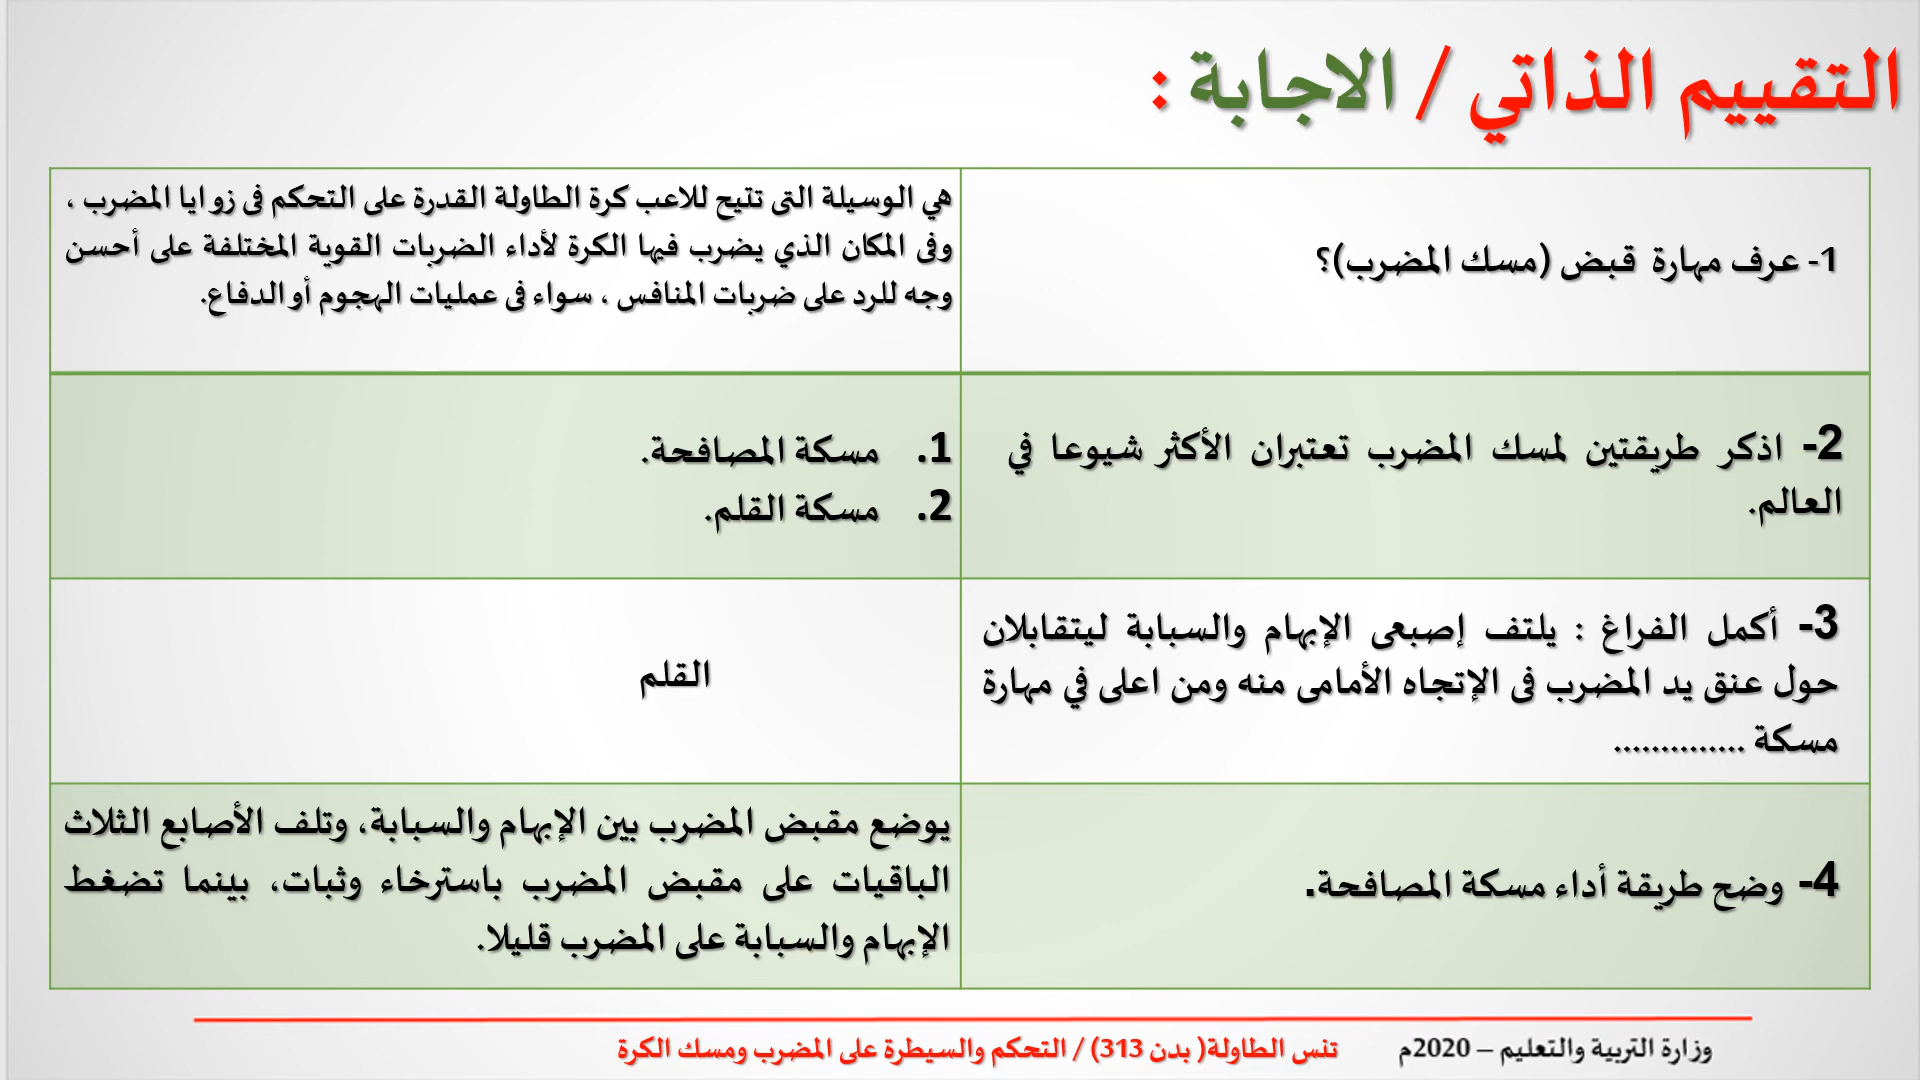 التقييم الذاتي / الاجابة :
1- عرف مهارة قبض (مسك المضرب)؟
هي الوسيلة التى تتيح للاعب كرة الطاولة القدرة على التحكم فى زوايا المضرب ،
وفى المكان الذي يضرب فيها الكرة لأداء الضربات القوية المختلفة على أحسن
وجه للرد على ضربات المنافس ، سواء فى عمليات الهجوم أو الدفاع.
2- اذكر طريقتين لمسك المضرب تعتبران الأكثر شيوعا في
العالم.
1. مسكة المصافحة.
2. مسكة القلم.
3- أكمل الفراغ : يلتف إصبعى الإبهام والسبابة ليتقابلان
حول عنق يد المضرب فى الإتجاه الأمامى منه ومن اعلى في مهارة
مسكة ..............
القلم
4- وضح طريقة أداء مسكة المصافحة.
يوضع مقبض المضرب بين الإبهام والسبابة، وتلف الأصابع الثلاث
الباقيات على مقبض المضرب باسترخاء وثبات، بينما تضغط
الإبهام والسبابة على المضرب قليلا.
وزارة التربية والتعليم – 2020م تنس الطاولة( بدن 313) / التحكم والسيطرة على المضرب ومسك الكرة